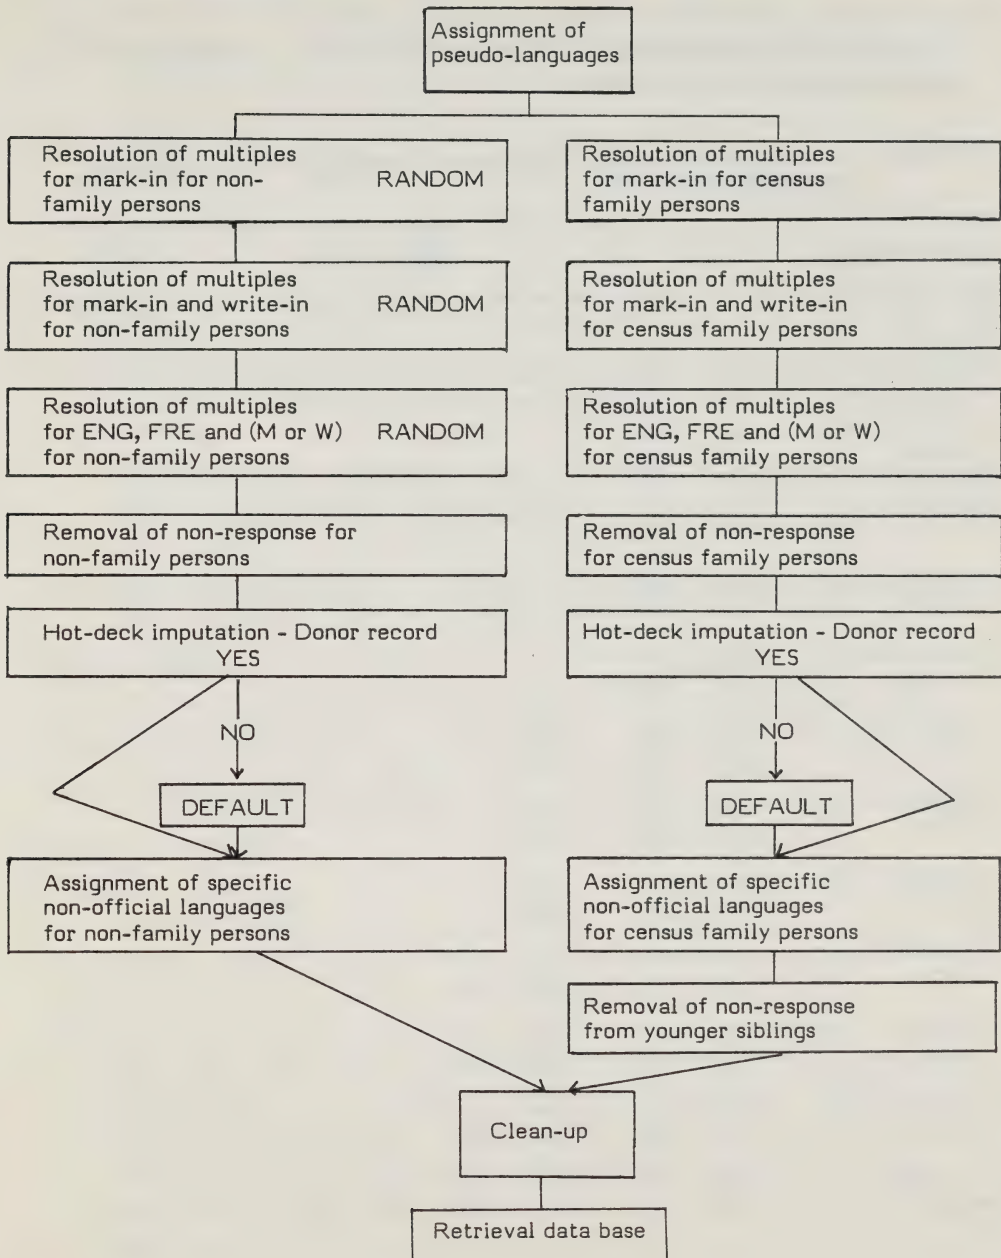 Assignment of
pseudo-languages
Resolution of multiples
for mark-in for non-
family persons
RANDOM
Resolution of multiples
for mark-in for census
family persons
Resolution of multiples
for mark-in and write-in
for non-family persons
RANDOM
Resolution of multiples
for mark-in and write-in
for census family persons
Resolution of multiples
for ENG, FRE and (M or W)
for non-family persons
RANDOM
Resolution of multiples
for ENG, FRE and (M or W)
for census family persons
Removal of non-response for
non-family persons
Removal of non-response
for census family persons
Hot-deck imputation - Donor record
YES
Hot-deck imputation - Donor record
YES
NO
NO
DEFAULT
DEFAULT
Assignment of specific
non-official languages
for non-family persons
Assignment of specific
non-official languages
for census family persons
Removal of non-response
from younger siblings
Clean-up
Retrieval data base